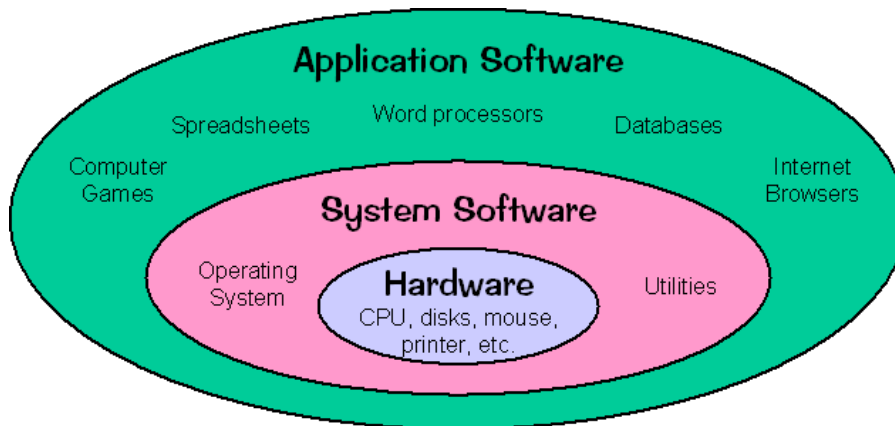 Application Software
Word processors
Spreadsheets
Databases
Computer
Games
Internet
Browsers
System Software
Operating
System
Utilities
Hardware
CPU, disks, mouse,
printer, etc.